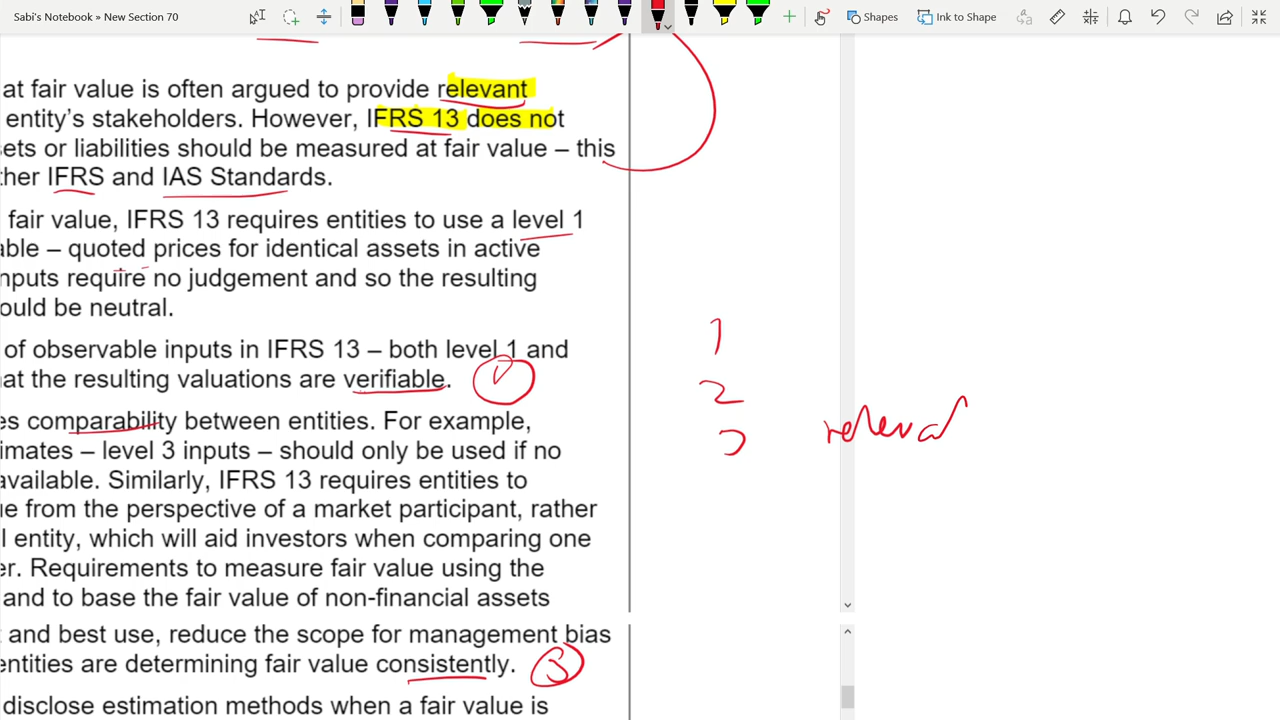 Sabi's Notebook » New Section 70
Shapes
Ink to Shape
at fair value is often argued to provide relevant
entity's stakeholders. However, IFRS 13 does not
sets or liabilities should be measured at fair value – this
ther IFRS and IAS Standards.
fair value, IFRS 13 requires entities to use a level 1
able – quoted prices for identical assets in active
nputs require no judgement and so the resulting
ould be neutral.
1
of observable inputs in IFRS 13 – both level 1 and
hat the resulting valuations are verifiable.
2
es comparability between entities. For example,
releva
imates – level 3 inputs – should only be used if no
available. Similarly, IFRS 13 requires entities to
ue from the perspective of a market participant, rather
l entity, which will aid investors when comparing one
er. Requirements to measure fair value using the
and to base the fair value of non-financial assets
t and best use, reduce the scope for management bias
entities are determining fair value consistently.
disclose estimation methods when a fair value is